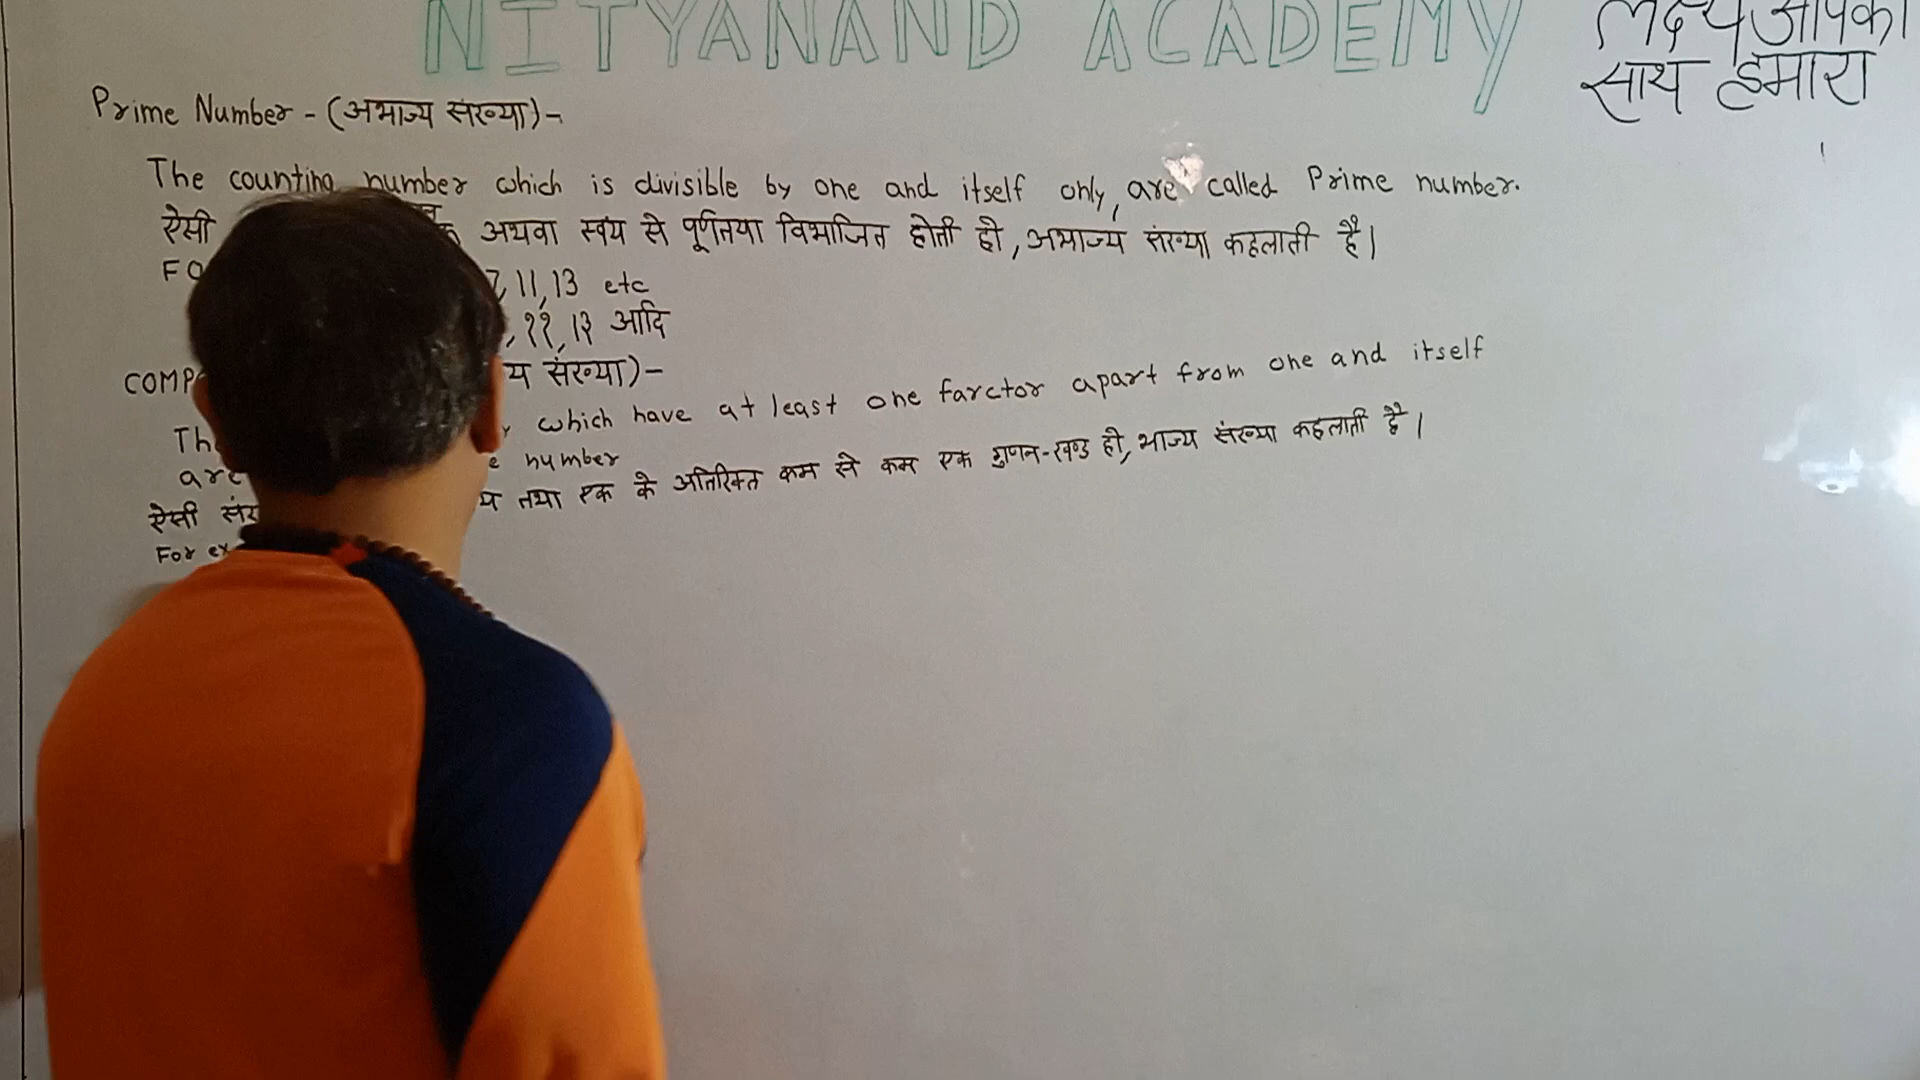 NITYANAND ACADEMY
लक्ष्य आपका
साथ हमारा
Prime Number - (अभाज्य संख्या)-
The counting number which is divisible by one and itself only, are called Prime number.
ऐसी अथवा स्वयं से पूर्णतया विभाजित होती हो, अभाज्य संख्या कहलाती है।
FO 7, 11, 13 etc
, ११, १३ आदि
COMP य संख्या)-
Th which have at least one farctor apart from one and itself
are number
ऐसी संख य तथा एक के अतिरिक्त कम से कम एक गुणन-खण्ड हो, भाज्य संख्या कहलाती है।
For ex